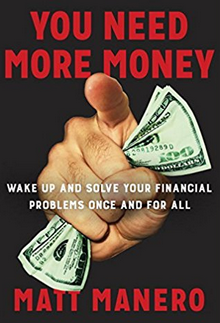 YOU NEED
MORE MONEY
WAKE UP AND SOLVE YOUR FINANCIAL
PROBLEMS ONCE AND FOR ALL
MATT MANERO